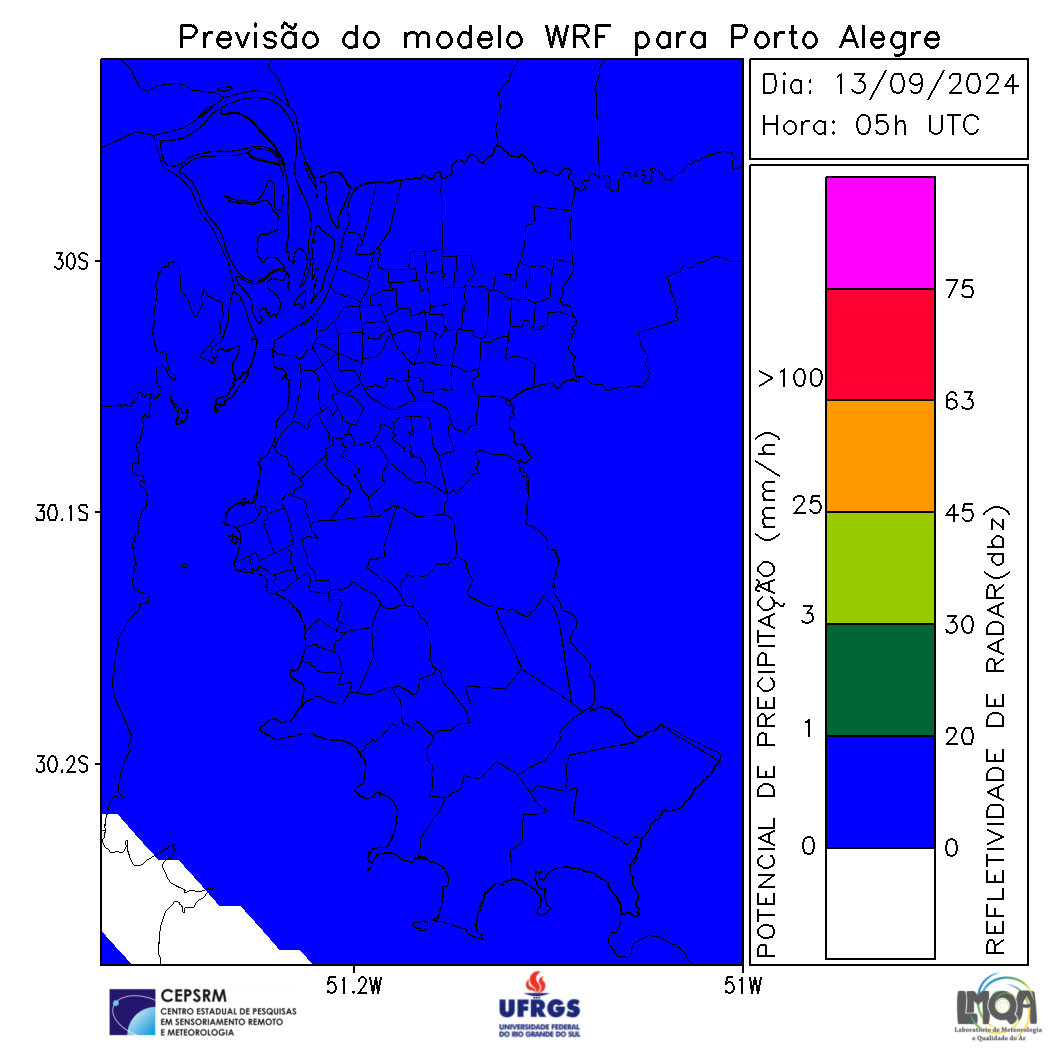 Previsão do modelo WRF para Porto Alegre
Dia: 13/09/2024
Hora: 05h UTC
30S
30.1S
30.2S
51.2W
51W
POTENCIAL DE PRECIPITAÇÃO (mm/h)
>100
25
3
1
0
75
63
45
30
20
0
REFLETIVIDADE DE RADAR(dbz)
CEPSRM
CENTRO ESTADUAL DE PESQUISAS
EM SENSORIAMENTO REMOTO
E METEOROLOGIA
UFRGS
UNIVERSIDADE FEDERAL
DO RIO GRANDE DO SUL
LMQA
Laboratório de Meteorologia
e Qualidade do Ar